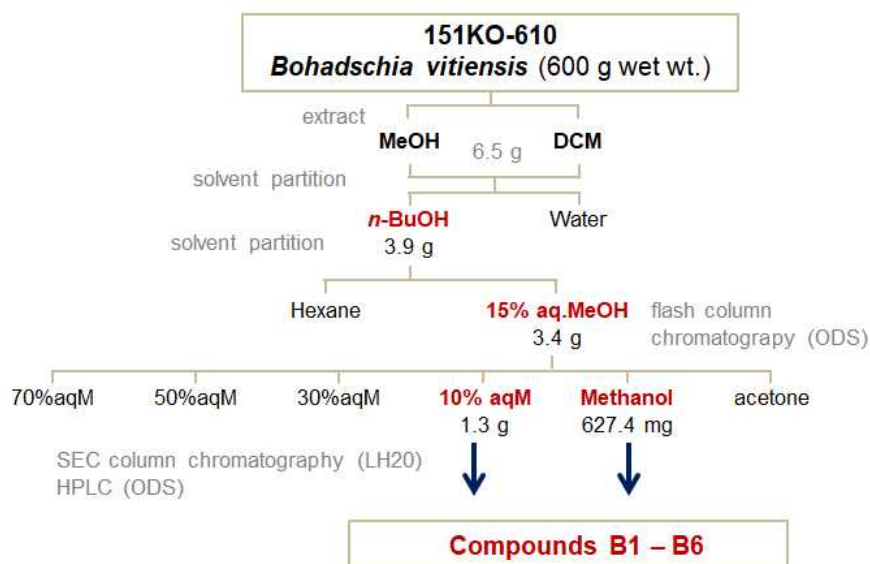 151KO-610
Bohadschia vitiensis (600 g wet wt.)
extract
MeOH 6.5 g DCM
solvent partition
n-BuOH Water
solvent partition 3.9 g
Hexane 15% aq.MeOH flash column
3.4 g chromatograpy (ODS)
70%aqM 50%aqM 30%aqM 10% aqM Methanol acetone
1.3 g 627.4 mg
SEC column chromatography (LH20)
HPLC (ODS)
Compounds B1 – B6